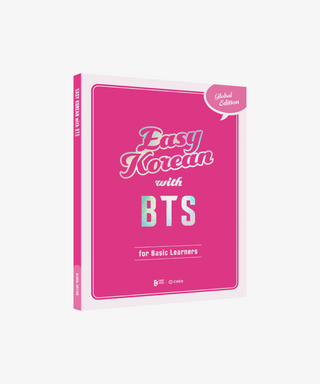 Global
Edition
EASY KOREAN with BTS
Easy
Korean
with
BTS
for Basic Learners